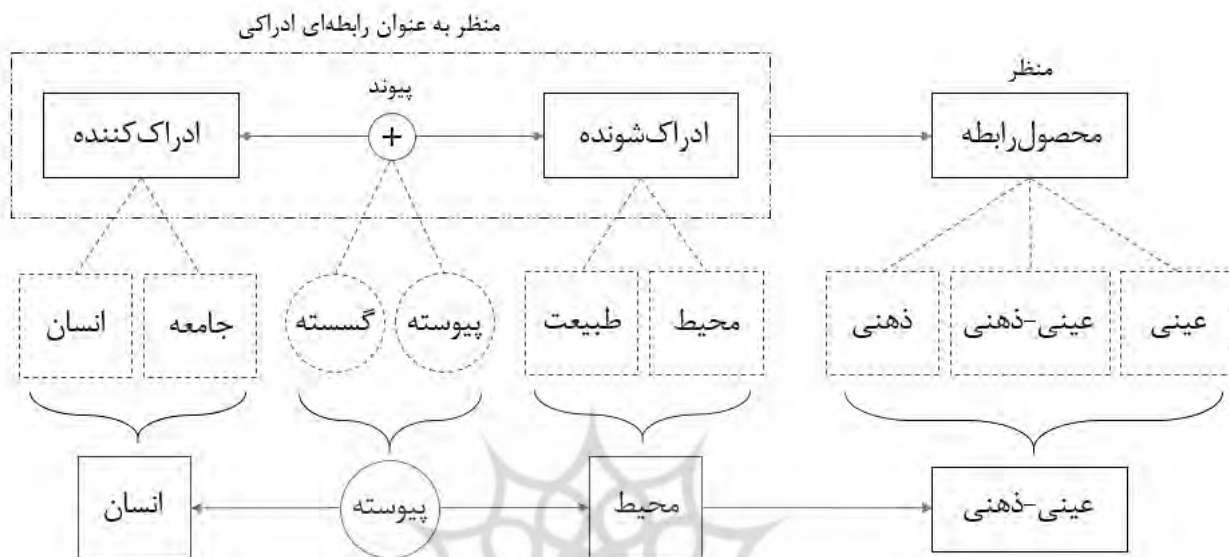 منظر به عنوان رابطه‌ای ادراکی
منظر
پیوند
محصول رابطه
ادراک‌شونده
+
ادراک‌کننده
عینی
عینی-ذهنی
ذهنی
محیط
طبیعت
پیوسته
گسسته
جامعه
انسان
عینی-ذهنی
محیط
پیوسته
انسان